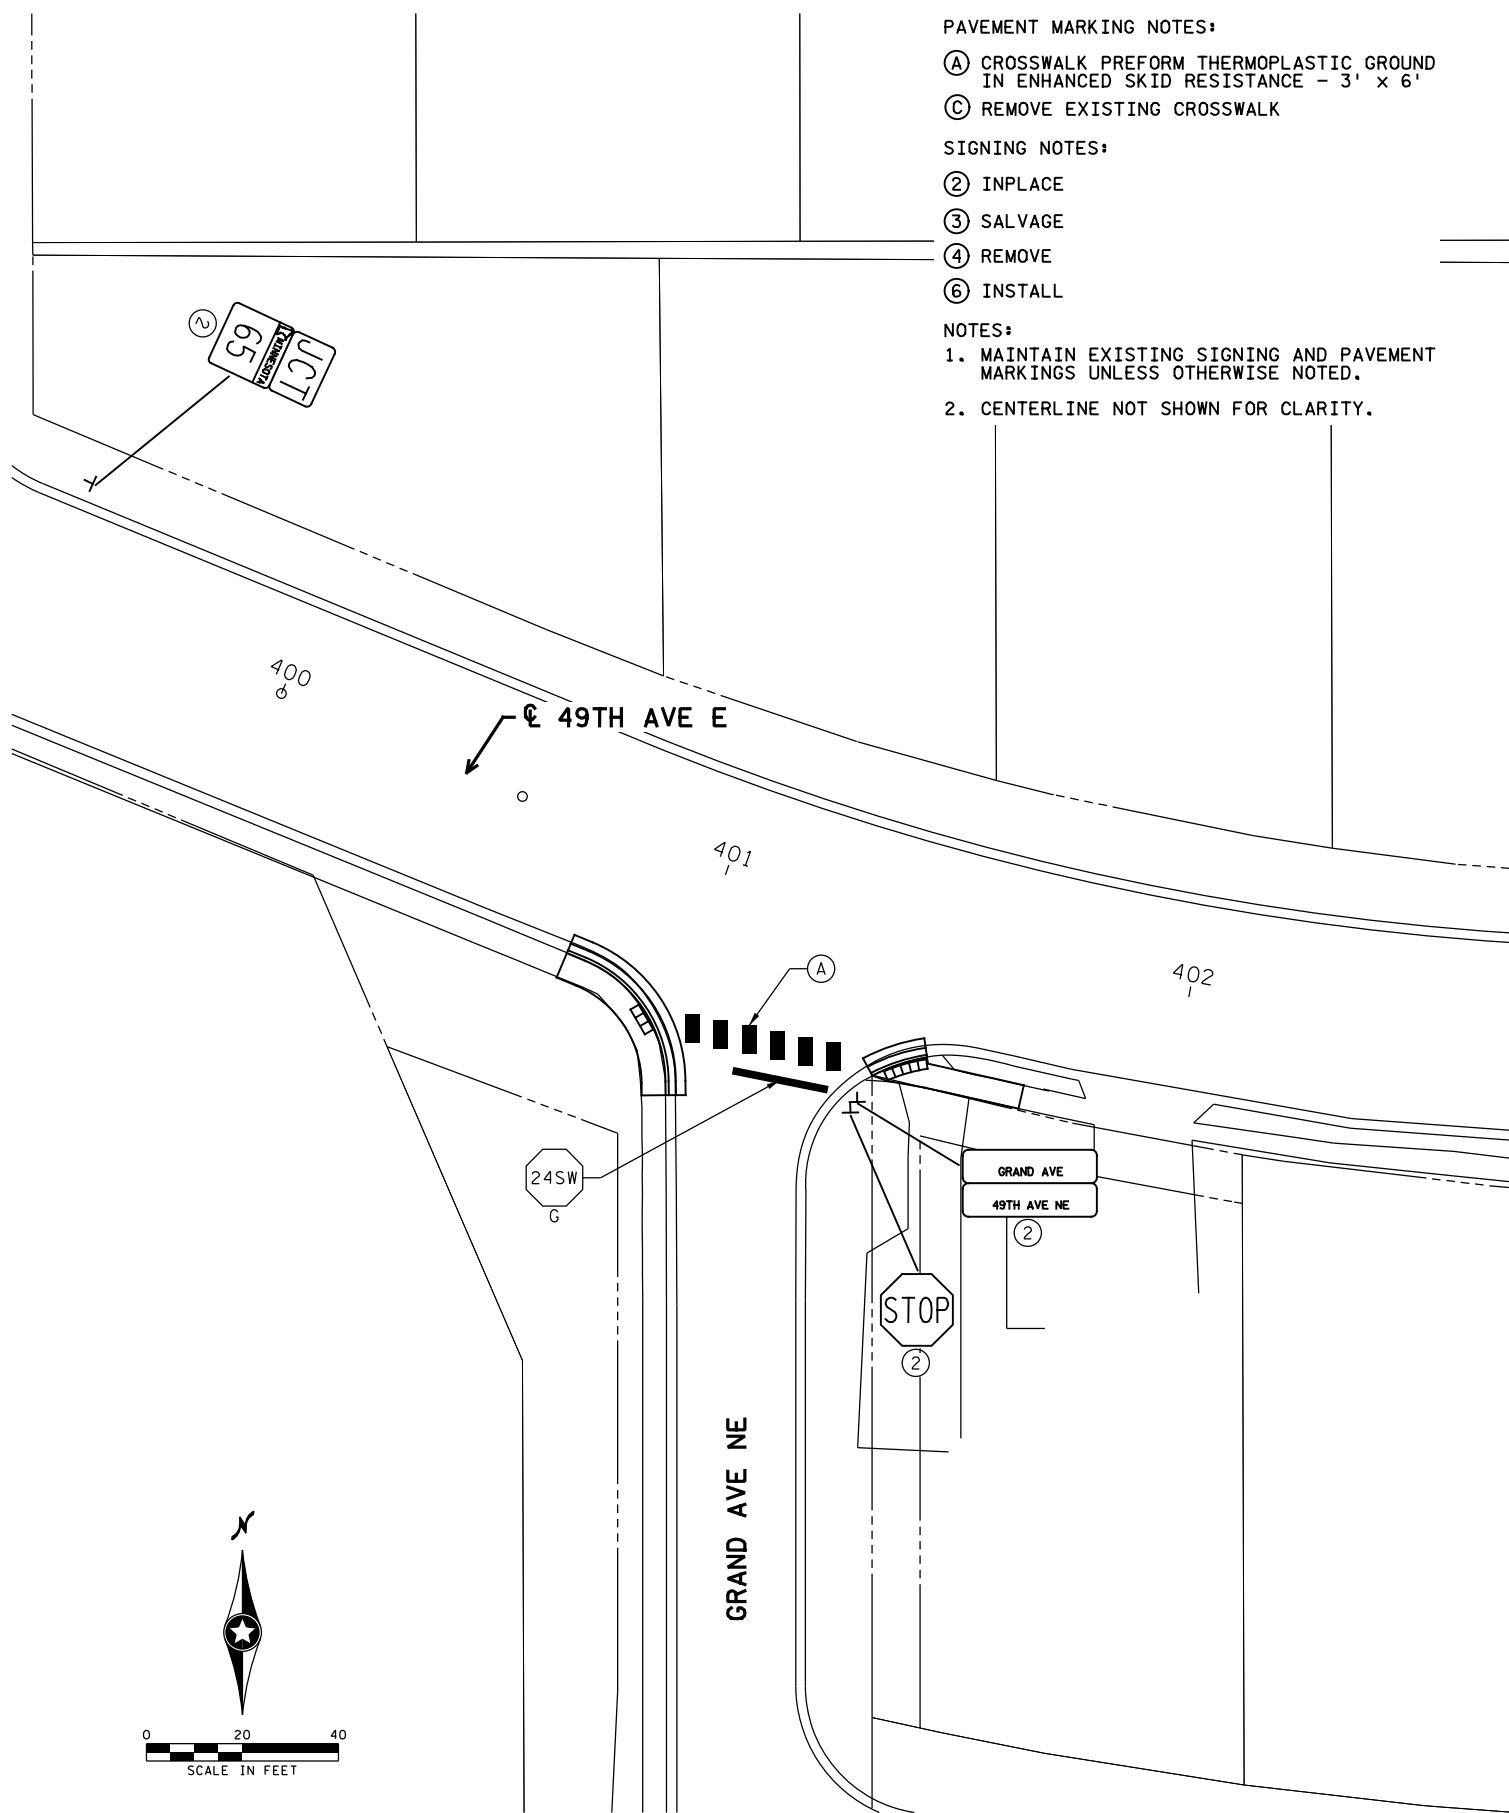 PAVEMENT MARKING NOTES:
A CROSSWALK PREFORM THERMOPLASTIC GROUND
IN ENHANCED SKID RESISTANCE - 3' x 6'
C REMOVE EXISTING CROSSWALK
SIGNING NOTES:
2 INPLACE
3 SALVAGE
4 REMOVE
6 INSTALL
NOTES:
1. MAINTAIN EXISTING SIGNING AND PAVEMENT
MARKINGS UNLESS OTHERWISE NOTED.
2. CENTERLINE NOT SHOWN FOR CLARITY.
2
JCT
MINNESOTA
65
400
℄ 49TH AVE E
401
A
402
24SW
G
GRAND AVE
49TH AVE NE
2
STOP
2
GRAND AVE NE
N
0 20 40
SCALE IN FEET